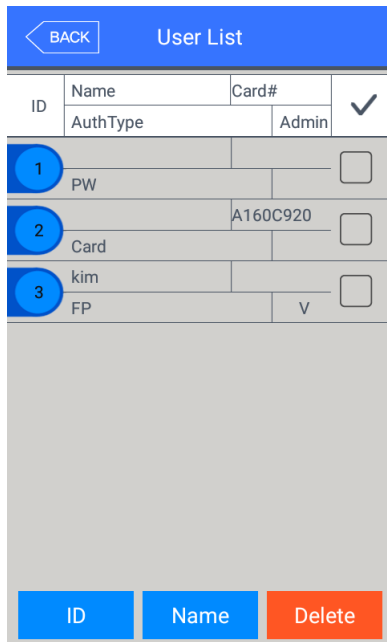 BACK User List
ID Name Card#
AuthType Admin
1
PW
2 A160C920
Card
3 kim
FP V
ID Name Delete